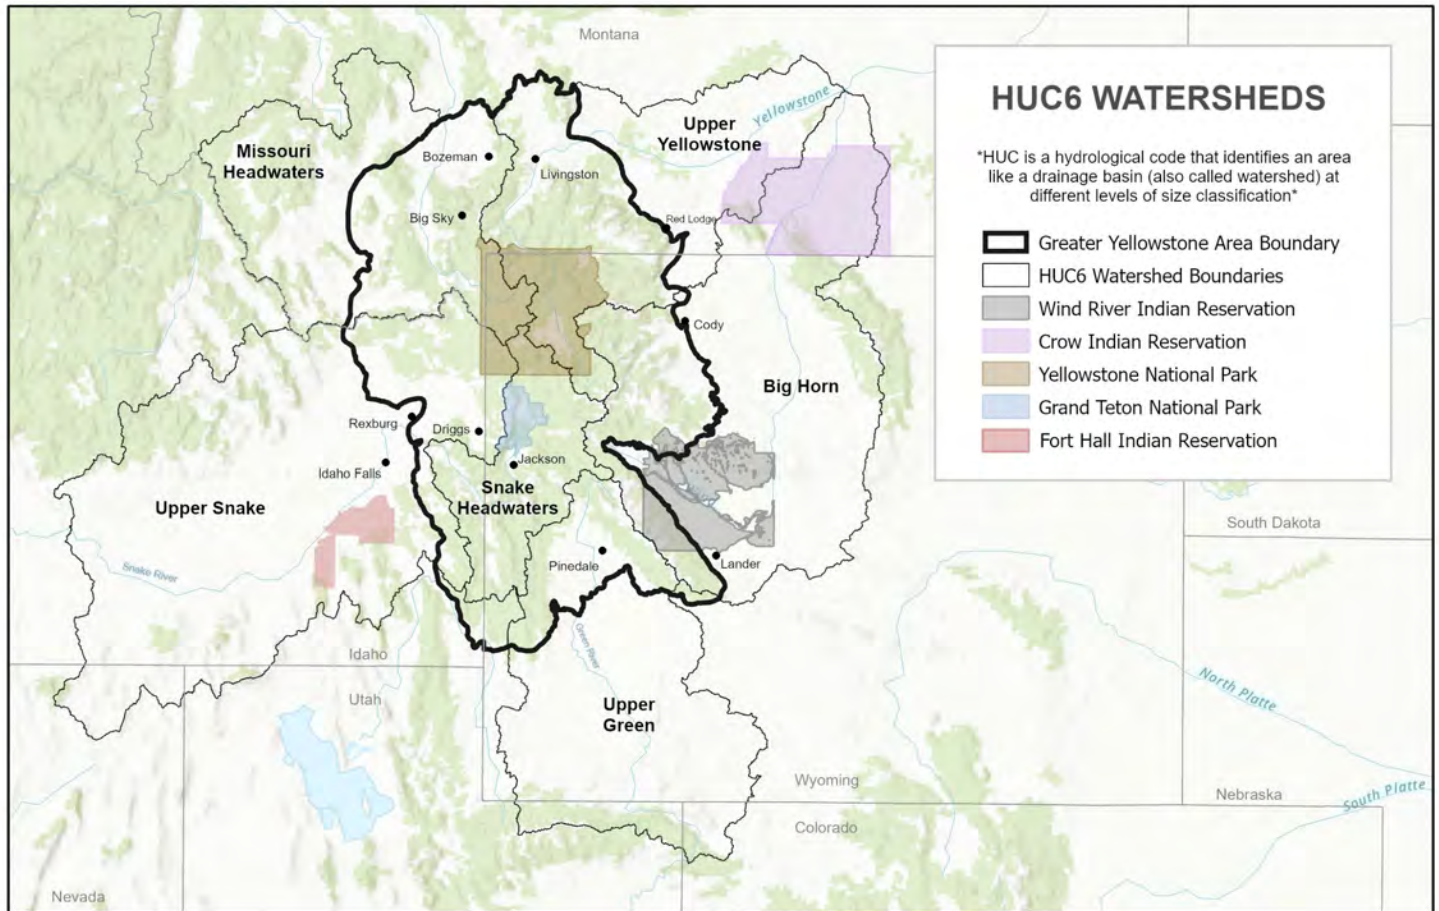 Montana
Yellowstone
Upper
Yellowstone
Missouri
Headwaters
Bozeman
Livingston
Big Sky
Red Lodge
Cody
Big Horn
Rexburg
Driggs
Idaho Falls
Jackson
Snake
Headwaters
Upper Snake
Pinedale
Lander
Snake River
Green River
Idaho
Utah
Upper
Green
Wyoming
Colorado
Nevada
South Dakota
North Platte
Nebraska
South Platte
HUC6 WATERSHEDS
*HUC is a hydrological code that identifies an area
like a drainage basin (also called watershed) at
different levels of size classification*
Greater Yellowstone Area Boundary
HUC6 Watershed Boundaries
Wind River Indian Reservation
Crow Indian Reservation
Yellowstone National Park
Grand Teton National Park
Fort Hall Indian Reservation